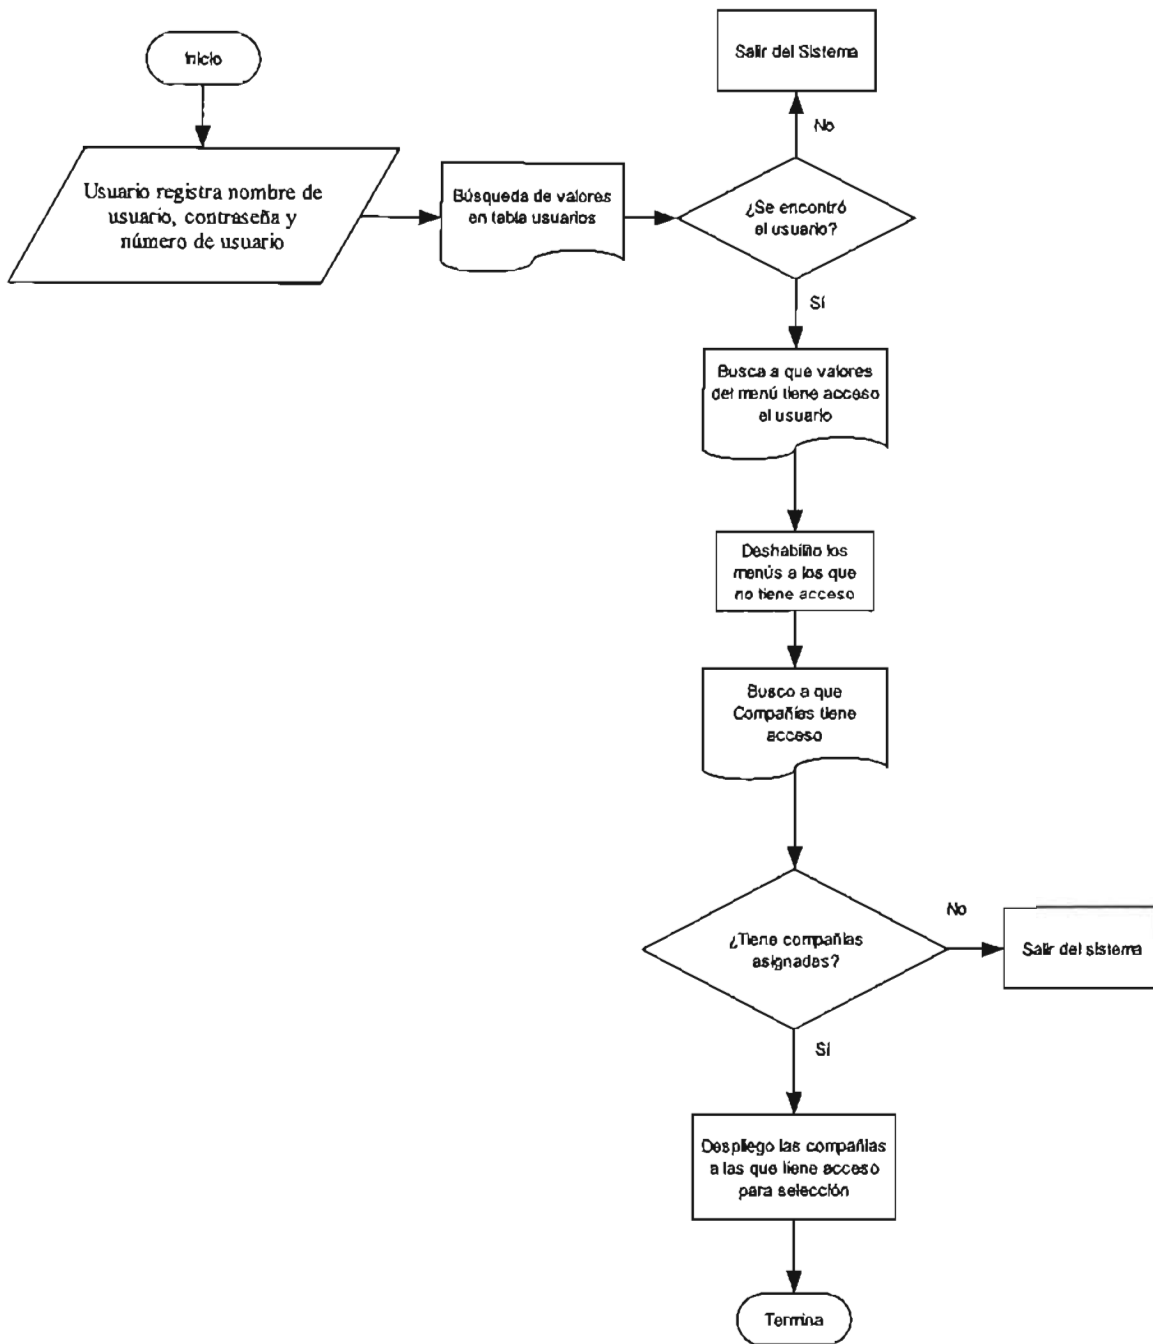 Inicio
Usuario registra nombre de
usuario, contraseña y
número de usuario
Búsqueda de valores
en tabla usuarios
¿Se encontró
el usuario?
No
Salir del Sistema
Sí
Busca a que valores
del menú tiene acceso
el usuario
Deshabilito los
menús a los que
no tiene acceso
Busco a que
Compañías tiene
acceso
¿Tiene compañías
asignadas?
No
Salir del sistema
Sí
Despliego las compañías
a las que tiene acceso
para selección
Termina